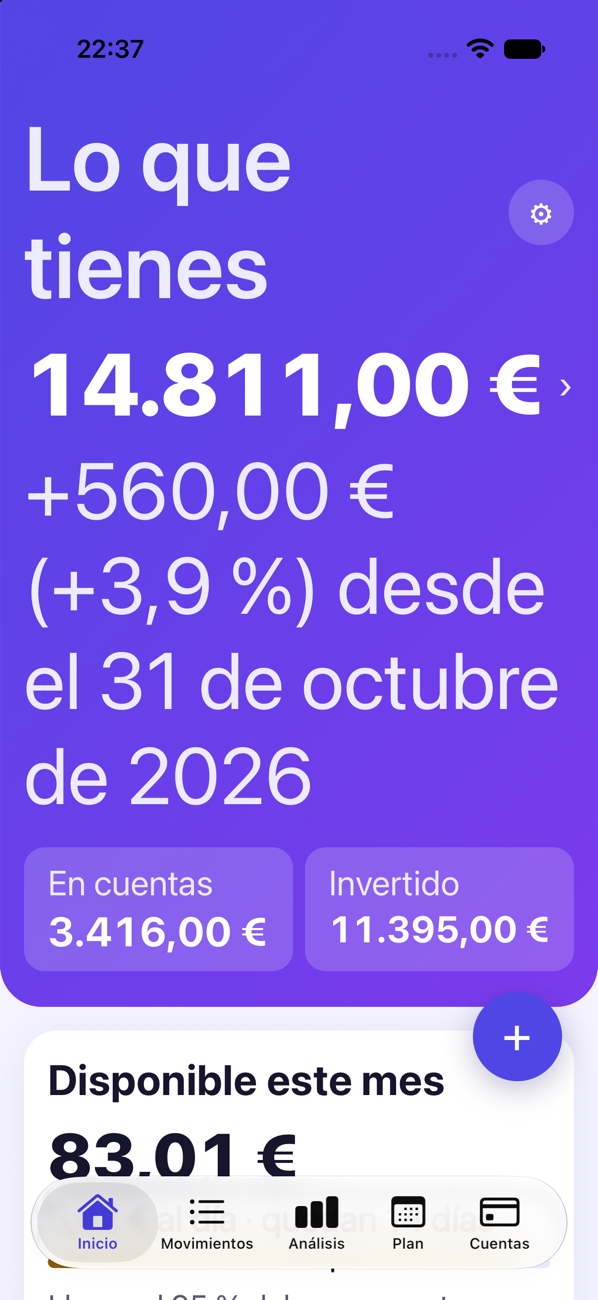 22:37
Lo que
tienes
14.811,00 € ›
+560,00 €
(+3,9 %) desde
el 31 de octubre
de 2026
En cuentas
3.416,00 €
Invertido
11.395,00 €
+
Disponible este mes
83,01 €
Inicio
Movimientos
Análisis
Plan
Cuentas